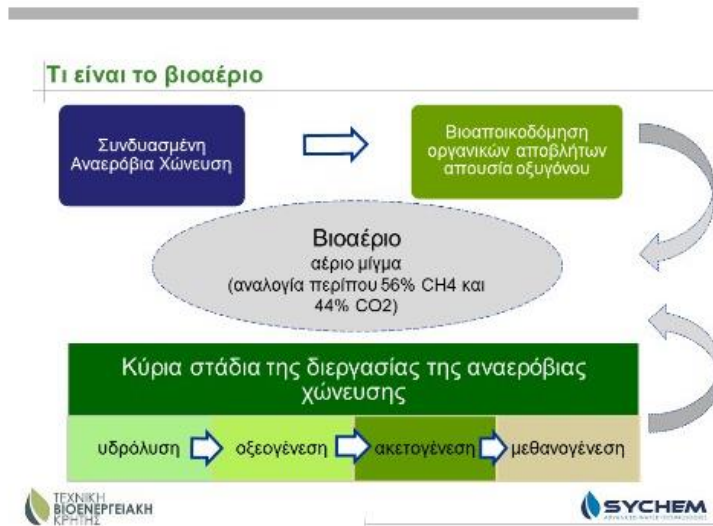 Τι είναι το βιοαέριο
Συνδυασμένη
Αναερόβια Χώνευση
Βιοαποικοδόμηση
οργανικών αποβλήτων
απουσία οξυγόνου
Βιοαέριο
αέριο μίγμα
(αναλογία περίπου 56% CH4 και
44% CO2)
Κύρια στάδια της διεργασίας της αναερόβιας
χώνευσης
υδρόλυση
οξεογένεση
ακετογένεση
μεθανογένεση
ΤΕΧΝΙΚΗ
ΒΙΟΕΝΕΡΓΕΙΑΚΗ
ΚΡΗΤΗΣ
SYCHEM